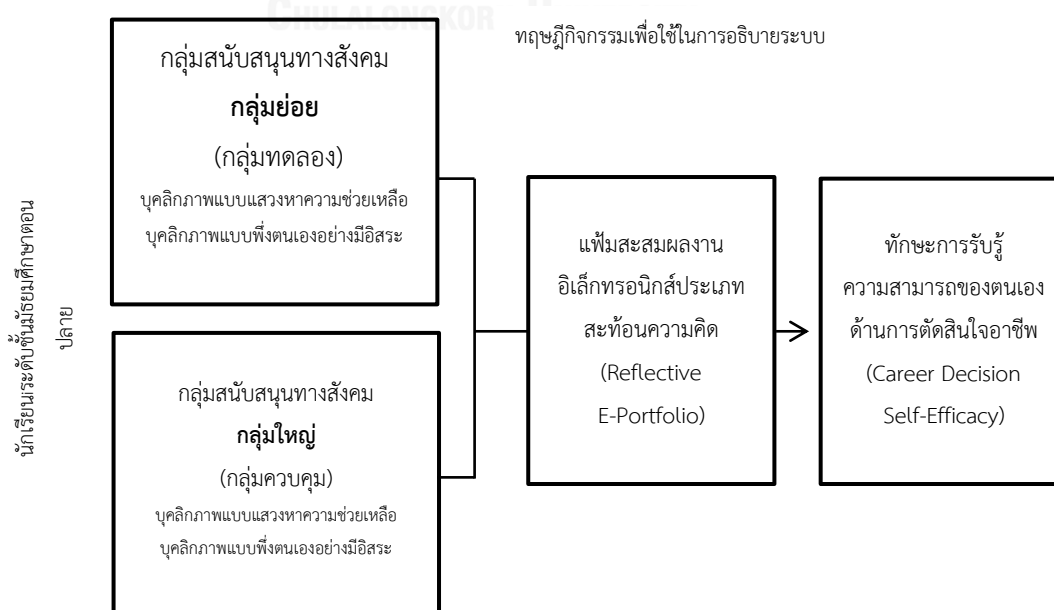 CHULALONGKOR
ทฤษฎีกิจกรรมเพื่อใช้ในการอธิบายระบบ
นักเรียนระดับชั้นมัธยมศึกษาตอน
ปลาย
กลุ่มสนับสนุนทางสังคม
กลุ่มย่อย
(กลุ่มทดลอง)
บุคลิกภาพแบบแสวงหาความช่วยเหลือ
บุคลิกภาพแบบพึ่งตนเองอย่างมีอิสระ
กลุ่มสนับสนุนทางสังคม
กลุ่มใหญ่
(กลุ่มควบคุม)
บุคลิกภาพแบบแสวงหาความช่วยเหลือ
บุคลิกภาพแบบพึ่งตนเองอย่างมีอิสระ
แฟ้มสะสมผลงาน
อิเล็กทรอนิกส์ประเภท
สะท้อนความคิด
(Reflective
E-Portfolio)
ทักษะการรับรู้
ความสามารถของตนเอง
ด้านการตัดสินใจอาชีพ
(Career Decision
Self-Efficacy)